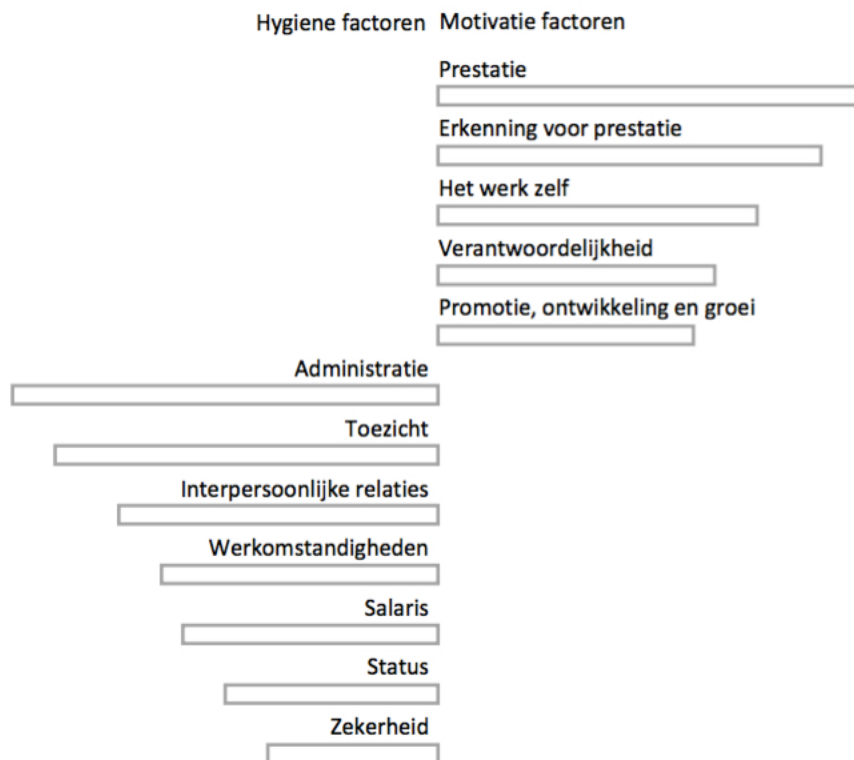 Hygiene factoren Motivatie factoren
Prestatie
Erkenning voor prestatie
Het werk zelf
Verantwoordelijkheid
Promotie, ontwikkeling en groei
Administratie
Toezicht
Interpersoonlijke relaties
Werkomstandigheden
Salaris
Status
Zekerheid